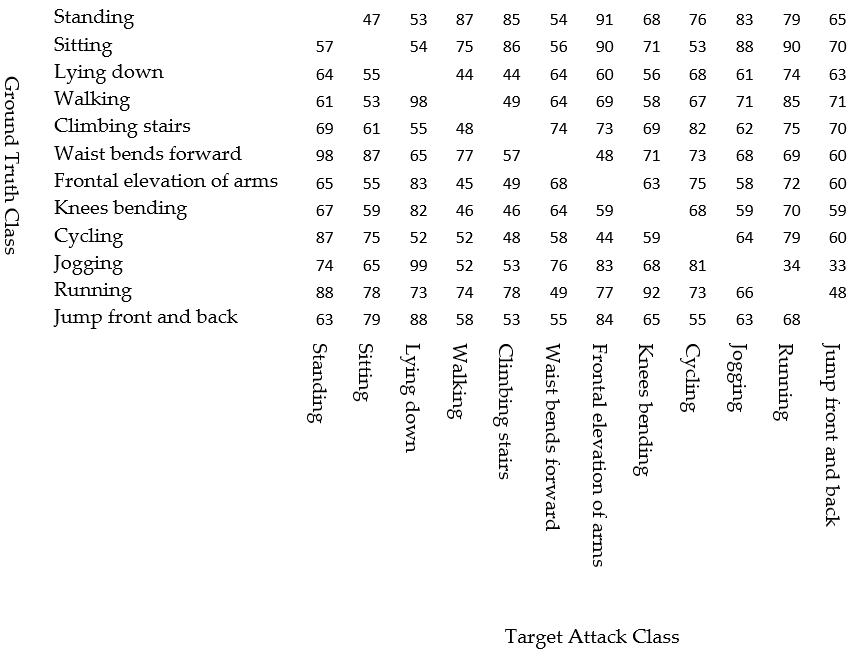 Ground Truth Class
Standing 47 53 87 85 54 91 68 76 83 79 65
Sitting 57 54 75 86 56 90 71 53 88 90 70
Lying down 64 55 44 44 64 60 56 68 61 74 63
Walking 61 53 98 49 64 69 58 67 71 85 71
Climbing stairs 69 61 55 48 74 73 69 82 62 75 70
Waist bends forward 98 87 65 77 57 48 71 73 68 69 60
Frontal elevation of arms 65 55 83 45 49 68 63 75 58 72 60
Knees bending 67 59 82 46 46 64 59 68 59 70 59
Cycling 87 75 52 52 48 58 44 59 64 79 60
Jogging 74 65 99 52 53 76 83 68 81 34 33
Running 88 78 73 74 78 49 77 92 73 66 48
Jump front and back 63 79 88 58 53 55 84 65 55 63 68
Standing
Sitting
Lying down
Walking
Climbing stairs
Waist bends forward
Frontal elevation of arms
Knees bending
Cycling
Jogging
Running
Jump front and back
Target Attack Class